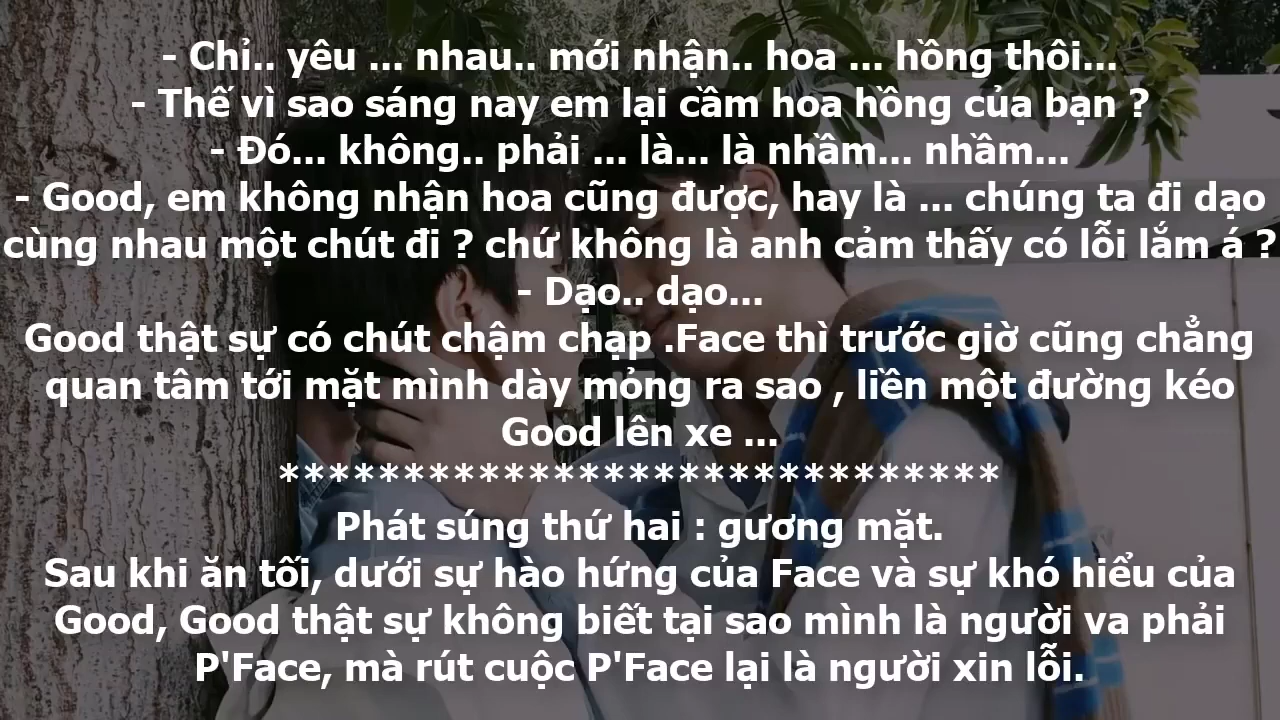 - Chỉ.. yêu ... nhau.. mới nhận.. hoa ... hồng thôi...
- Thế vì sao sáng nay em lại cầm hoa hồng của bạn ?
- Đó... không.. phải ... là... là nhầm... nhầm...
- Good, em không nhận hoa cũng được, hay là ... chúng ta đi dạo
cùng nhau một chút đi ? chứ không là anh cảm thấy có lỗi lắm á ?
- Dạo.. dạo...
Good thật sự có chút chậm chạp .Face thì trước giờ cũng chẳng
quan tâm tới mặt mình dày mỏng ra sao , liền một đường kéo
Good lên xe ...
*****************************
Phát súng thứ hai : gương mặt.
Sau khi ăn tối, dưới sự hào hứng của Face và sự khó hiểu của
Good, Good thật sự không biết tại sao mình là người va phải
P'Face, mà rút cuộc P'Face lại là người xin lỗi.